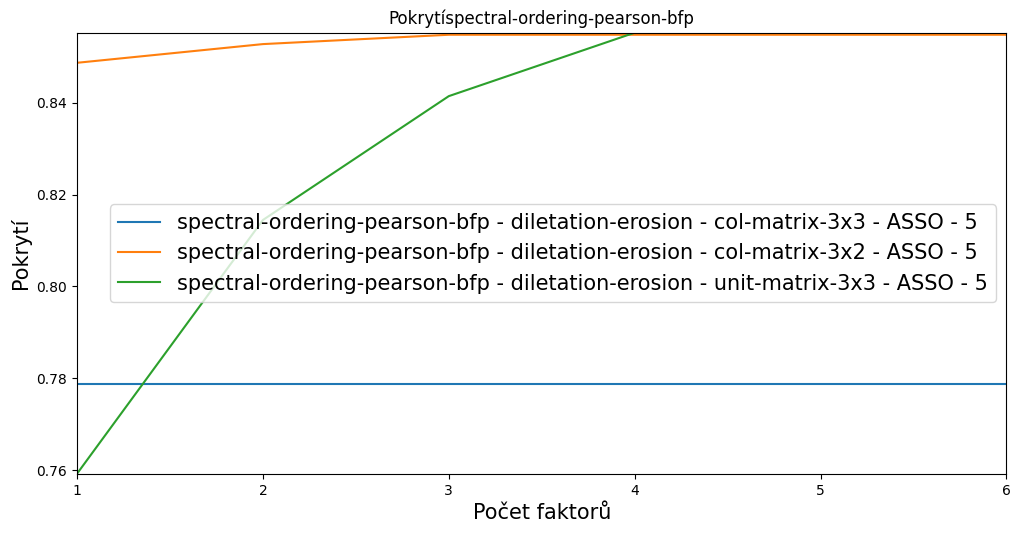 Pokrytíspectral-ordering-pearson-bfp
0.84
0.82
0.80
0.78
0.76
Pokrytí
spectral-ordering-pearson-bfp - diletation-erosion - col-matrix-3x3 - ASSO - 5
spectral-ordering-pearson-bfp - diletation-erosion - col-matrix-3x2 - ASSO - 5
spectral-ordering-pearson-bfp - diletation-erosion - unit-matrix-3x3 - ASSO - 5
1 2 3 4 5 6
Počet faktorů